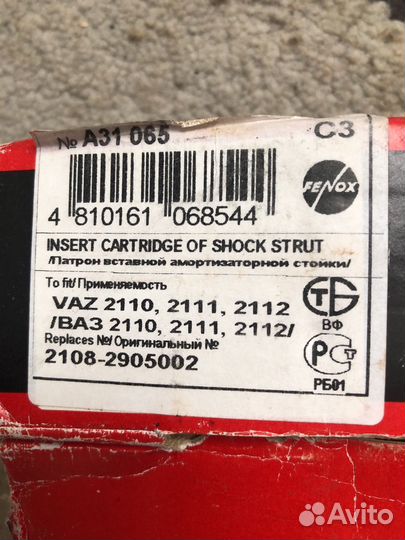 № A31 065 C3
FENOX
4 810161 068544
INSERT CARTRIDGE OF SHOCK STRUT
/Патрон вставной амортизаторной стойки/
To fit/ Применяемость
VAZ 2110, 2111, 2112
/ВАЗ 2110, 2111, 2112/
ВФ
Replaces №/ Оригинальный №
2108-2905002
РБ01
Avito